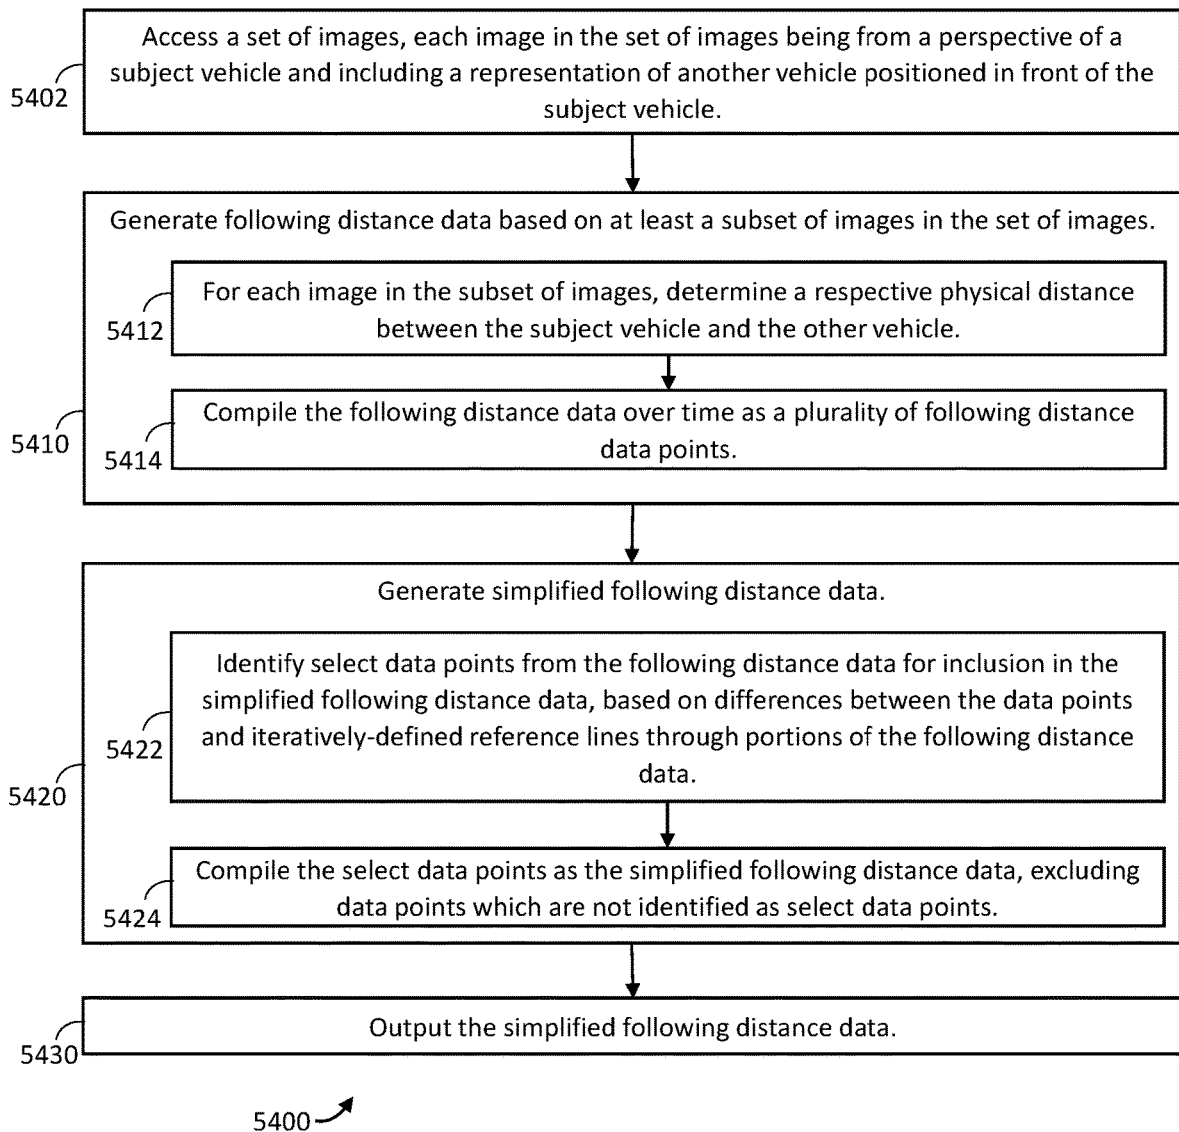 Access a set of images, each image in the set of images being from a perspective of a
subject vehicle and including a representation of another vehicle positioned in front of the
subject vehicle.
5402
Generate following distance data based on at least a subset of images in the set of images.
For each image in the subset of images, determine a respective physical distance
between the subject vehicle and the other vehicle.
5412
Compile the following distance data over time as a plurality of following distance
data points.
5410
5414
Generate simplified following distance data.
Identify select data points from the following distance data for inclusion in the
simplified following distance data, based on differences between the data points
and iteratively-defined reference lines through portions of the following distance
data.
5422
5420
Compile the select data points as the simplified following distance data, excluding
data points which are not identified as select data points.
5424
Output the simplified following distance data.
5430
5400